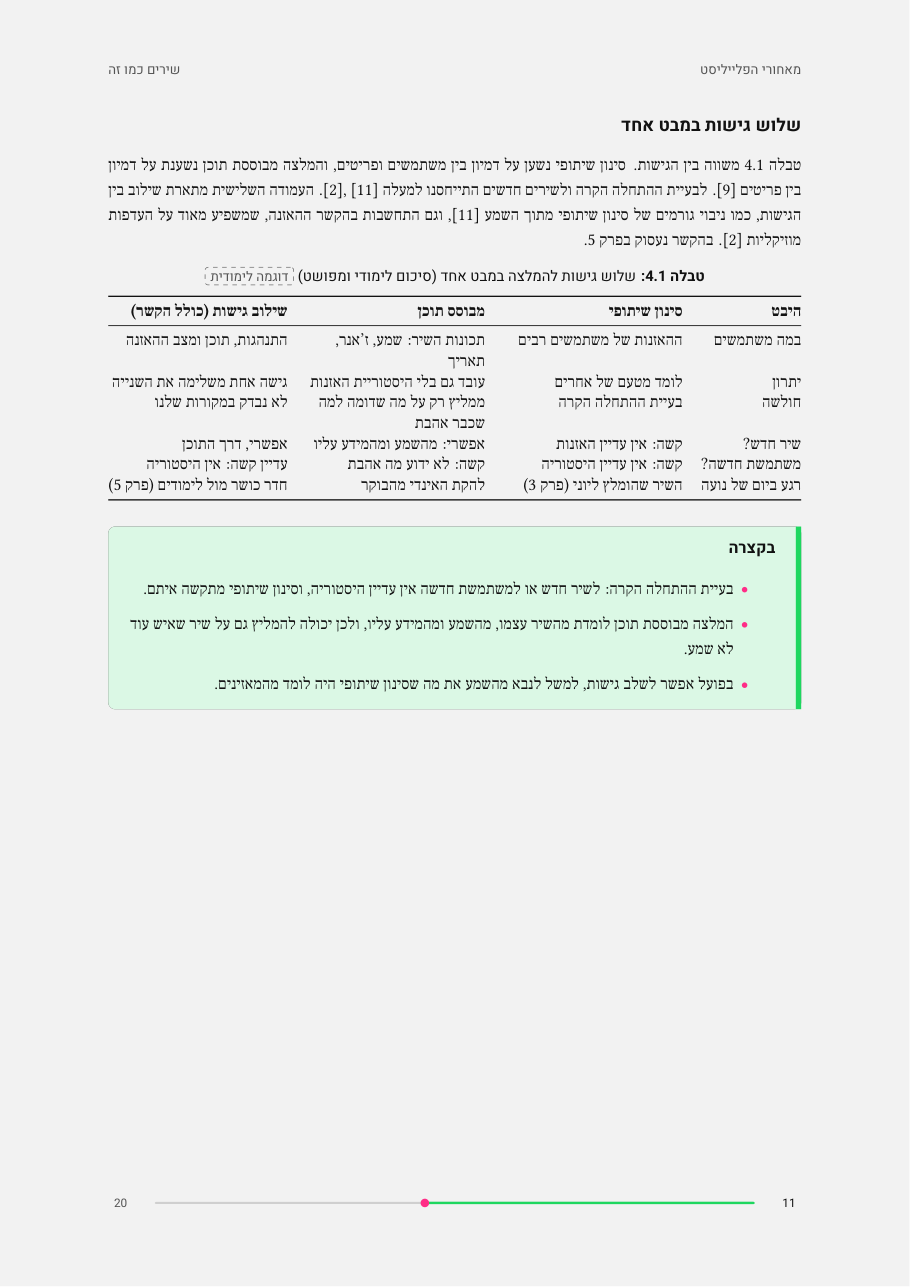 מאחורי הפלייליסט
שירים כמו זה
שלוש גישות במבט אחד
טבלה 4.1 משווה בין הגישות. סינון שיתופי נשען על דמיון בין משתמשים ופריטים, והמלצה מבוססת תוכן נשענת על דמיון
בין פריטים [9]. לבעיית ההתחלה הקרה ולשירים חדשים התייחסנו למעלה [11], [2]. העמודה השלישית מתארת שילוב בין
הגישות, כמו ניבוי גורמים של סינון שיתופי מתוך השמע [11], וגם התחשבות בהקשר ההאזנה, שמשפיע מאוד על העדפות
מוזיקליות [2]. בהקשר נעסוק בפרק 5.
טבלה 4.1: שלוש גישות להמלצה במבט אחד (סיכום לימודי ומפושט) דוגמה לימודית
היבט סינון שיתופי מבוסס תוכן שילוב גישות (כולל הקשר)
במה משתמשים ההאזנות של משתמשים רבים תכונות השיר: שמע, ז'אנר, התנהגות, תוכן ומצב ההאזנה
תאריך
יתרון לומד מטעם של אחרים עובד גם בלי היסטוריית האזנות גישה אחת משלימה את השנייה
חולשה בעיית ההתחלה הקרה ממליץ רק על מה שדומה למה לא נבדק במקורות שלנו
שכבר אהבת
שיר חדש? קשה: אין עדיין האזנות אפשרי: מהשמע ומהמידע עליו אפשרי, דרך התוכן
משתמשת חדשה? קשה: אין עדיין היסטוריה קשה: לא ידוע מה אהבת עדיין קשה: אין היסטוריה
רגע ביום של נועה השיר שהומלץ ליוני (פרק 3) להקת האינדי מהבוקר חדר כושר מול לימודים (פרק 5)
בקצרה
• בעיית ההתחלה הקרה: לשיר חדש או למשתמשת חדשה אין עדיין היסטוריה, וסינון שיתופי מתקשה איתם.
• המלצה מבוססת תוכן לומדת מהשיר עצמו, מהשמע ומהמידע עליו, ולכן יכולה להמליץ גם על שיר שאיש עוד
לא שמע.
• בפועל אפשר לשלב גישות, למשל לנבא מהשמע את מה שסינון שיתופי היה לומד מהמאזינים.
11
20